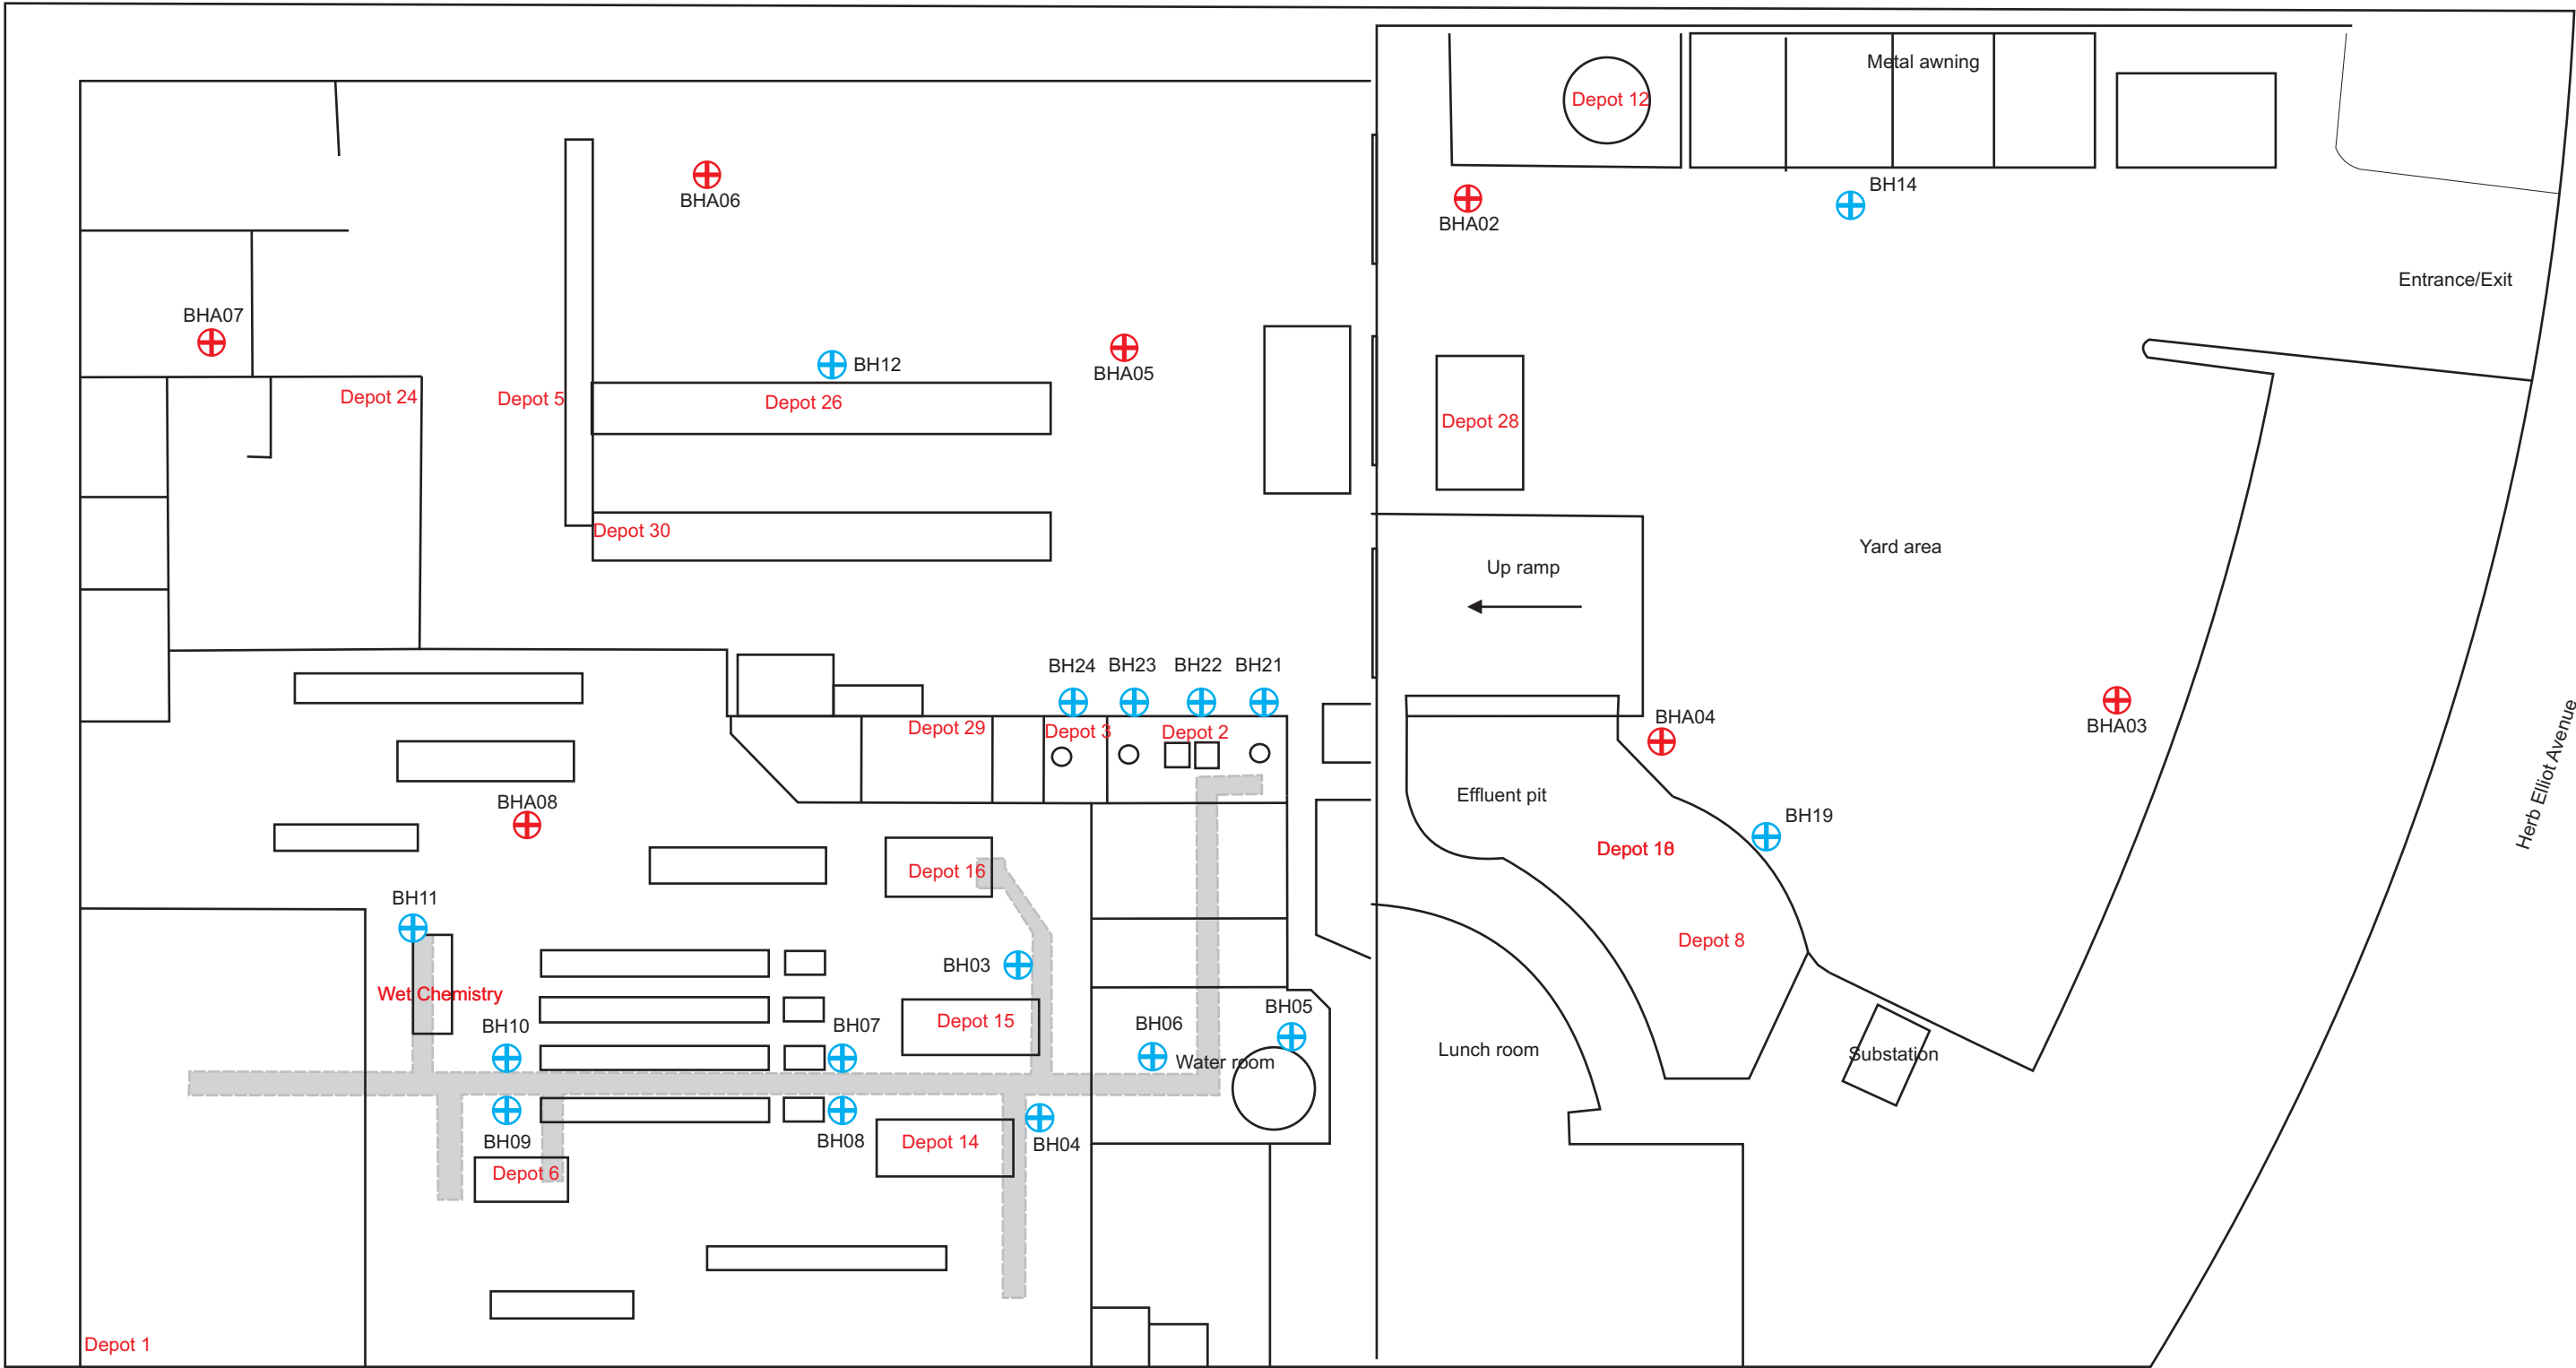 Metal awning
Depot 12
BH14
BHA06
BHA02
Entrance/Exit
BHA07
BH12
BHA05
Depot 24
Depot 5
Depot 26
Depot 28
Depot 30
Yard area
Up ramp
BH24
BH23
BH22
BH21
BHA04
BHA03
Depot 29
Depot 3
Depot 2
Herb Elliot Avenue
BHA08
Effluent pit
BH19
Depot 16
BH11
Depot 8
BH03
Wet Chemistry
BH10
BH07
Depot 15
BH06
BH05
Water room
Lunch room
Substation
BH09
BH08
Depot 14
BH04
Depot 6
Depot 1